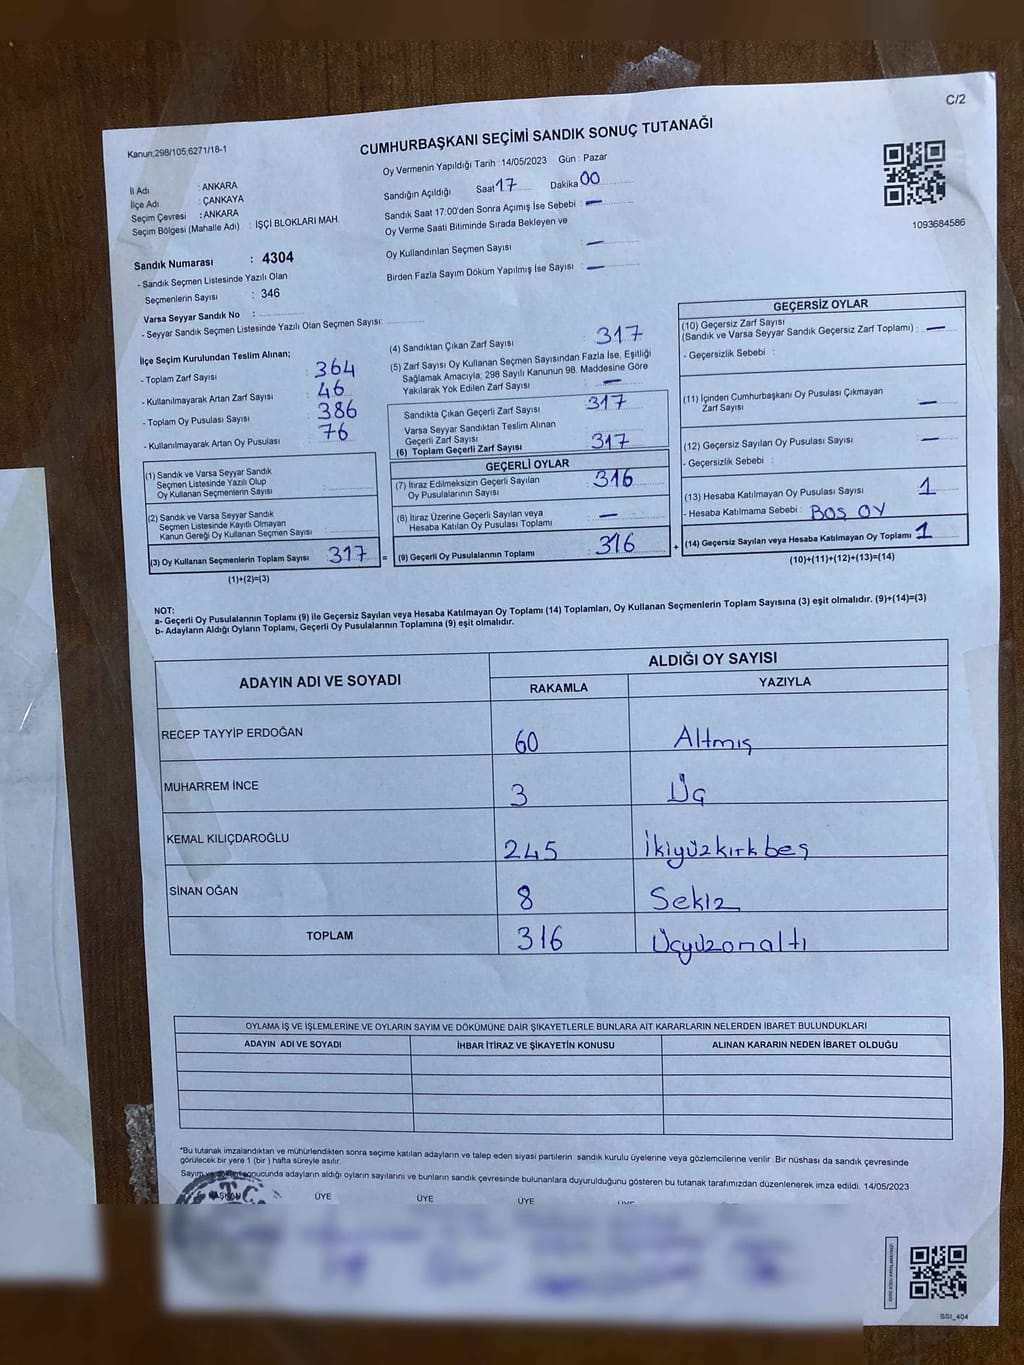 C/2
Kanun;298/105;6271/18-1
CUMHURBAŞKANI SEÇİMİ SANDIK SONUÇ TUTANAĞI
Oy Vermenin Yapıldığı Tarih : 14/05/2023 Gün : Pazar
İl Adı : ANKARA
İlçe Adı : ÇANKAYA
Seçim Çevresi : ANKARA
Seçim Bölgesi (Mahalle Adı) : İŞÇİ BLOKLARI MAH.
Sandığın Açıldığı Saat 17 Dakika 00
Sandık Saat 17:00'den Sonra Açımış İse Sebebi : —
Oy Verme Saati Bitiminde Sırada Bekleyen ve
Oy Kullandırılan Seçmen Sayısı : —
Birden Fazla Sayım Döküm Yapılmış İse Sayısı : —
1093684586
Sandık Numarası : 4304
- Sandık Seçmen Listesinde Yazılı Olan
Seçmenlerin Sayısı : 346
Varsa Seyyar Sandık No :
- Seyyar Sandık Seçmen Listesinde Yazılı Olan Seçmen Sayısı:
İlçe Seçim Kurulundan Teslim Alınan;
- Toplam Zarf Sayısı : 364
- Kullanılmayarak Artan Zarf Sayısı : 46
- Toplam Oy Pusulası Sayısı : 386
- Kullanılmayarak Artan Oy Pusulası : 76
(1) Sandık ve Varsa Seyyar Sandık
Seçmen Listesinde Yazılı Olup
Oy Kullanan Seçmenlerin Sayısı :
(2) Sandık ve Varsa Seyyar Sandık
Seçmen Listesinde Kayıtlı Olmayan
Kanun Gereği Oy Kullanan Seçmen Sayısı :
(3) Oy Kullanan Seçmenlerin Toplam Sayısı : 317 =
(1)+(2)=(3)
(4) Sandıktan Çıkan Zarf Sayısı : 317
(5) Zarf Sayısı Oy Kullanan Seçmen Sayısından Fazla İse, Eşitliği
Sağlamak Amacıyla; 298 Sayılı Kanunun 98. Maddesine Göre
Yakılarak Yok Edilen Zarf Sayısı : —
Sandıkta Çıkan Geçerli Zarf Sayısı : 317
Varsa Seyyar Sandıktan Teslim Alınan
Geçerli Zarf Sayısı :
(6) Toplam Geçerli Zarf Sayısı : 317
GEÇERLİ OYLAR
(7) İtiraz Edilmeksizin Geçerli Sayılan
Oy Pusulalarının Sayısı : 316
(8) İtiraz Üzerine Geçerli Sayılan veya
Hesaba Katılan Oy Pusulası Toplamı : —
(9) Geçerli Oy Pusulalarının Toplamı : 316 +
GEÇERSİZ OYLAR
(10) Geçersiz Zarf Sayısı
(Sandık ve Varsa Seyyar Sandık Geçersiz Zarf Toplamı) : —
- Geçersizlik Sebebi :
(11) İçinden Cumhurbaşkanı Oy Pusulası Çıkmayan
Zarf Sayısı : —
(12) Geçersiz Sayılan Oy Pusulası Sayısı : —
- Geçersizlik Sebebi :
(13) Hesaba Katılmayan Oy Pusulası Sayısı : 1
- Hesaba Katılmama Sebebi : BOŞ OY
(14) Geçersiz Sayılan veya Hesaba Katılmayan Oy Toplamı : 1
(10)+(11)+(12)+(13)=(14)
NOT:
a- Geçerli Oy Pusulalarının Toplamı (9) ile Geçersiz Sayılan veya Hesaba Katılmayan Oy Toplamı (14) Toplamları, Oy Kullanan Seçmenlerin Toplam Sayısına (3) eşit olmalıdır. (9)+(14)=(3)
b- Adayların Aldığı Oyların Toplamı, Geçerli Oy Pusulalarının Toplamına (9) eşit olmalıdır.
ADAYIN ADI VE SOYADI ALDIĞI OY SAYISI
RAKAMLA YAZIYLA
RECEP TAYYİP ERDOĞAN 60 Altmış
MUHARREM İNCE 3 Üç
KEMAL KILIÇDAROĞLU 245 İkiyüzkırkbeş
SİNAN OĞAN 8 Sekiz
TOPLAM 316 Üçyüzonaltı
OYLAMA İŞ VE İŞLEMLERİNE VE OYLARIN SAYIM VE DÖKÜMÜNE DAİR ŞİKAYETLERLE BUNLARA AİT KARARLARIN NELERDEN İBARET BULUNDUKLARI
ADAYIN ADI VE SOYADI İHBAR İTİRAZ VE ŞİKAYETİN KONUSU ALINAN KARARIN NEDEN İBARET OLDUĞU
*Bu tutanak imzalandıktan ve mühürlendikten sonra seçime katılan adayların ve talep eden siyasi partilerin sandık kurulu üyelerine veya gözlemcilerine verilir. Bir nüshası da sandık çevresinde
görülecek bir yere 1 (bir) hafta süreyle asılır.
Sayım ve sonucunda adayların aldığı oyların sayılarını ve bunların sandık çevresinde bulunanlara duyurulduğunu gösteren bu tutanak tarafımızdan düzenlenerek imza edildi. 14/05/2023
BAŞKAN ÜYE ÜYE ÜYE
T.C.
SSI_404